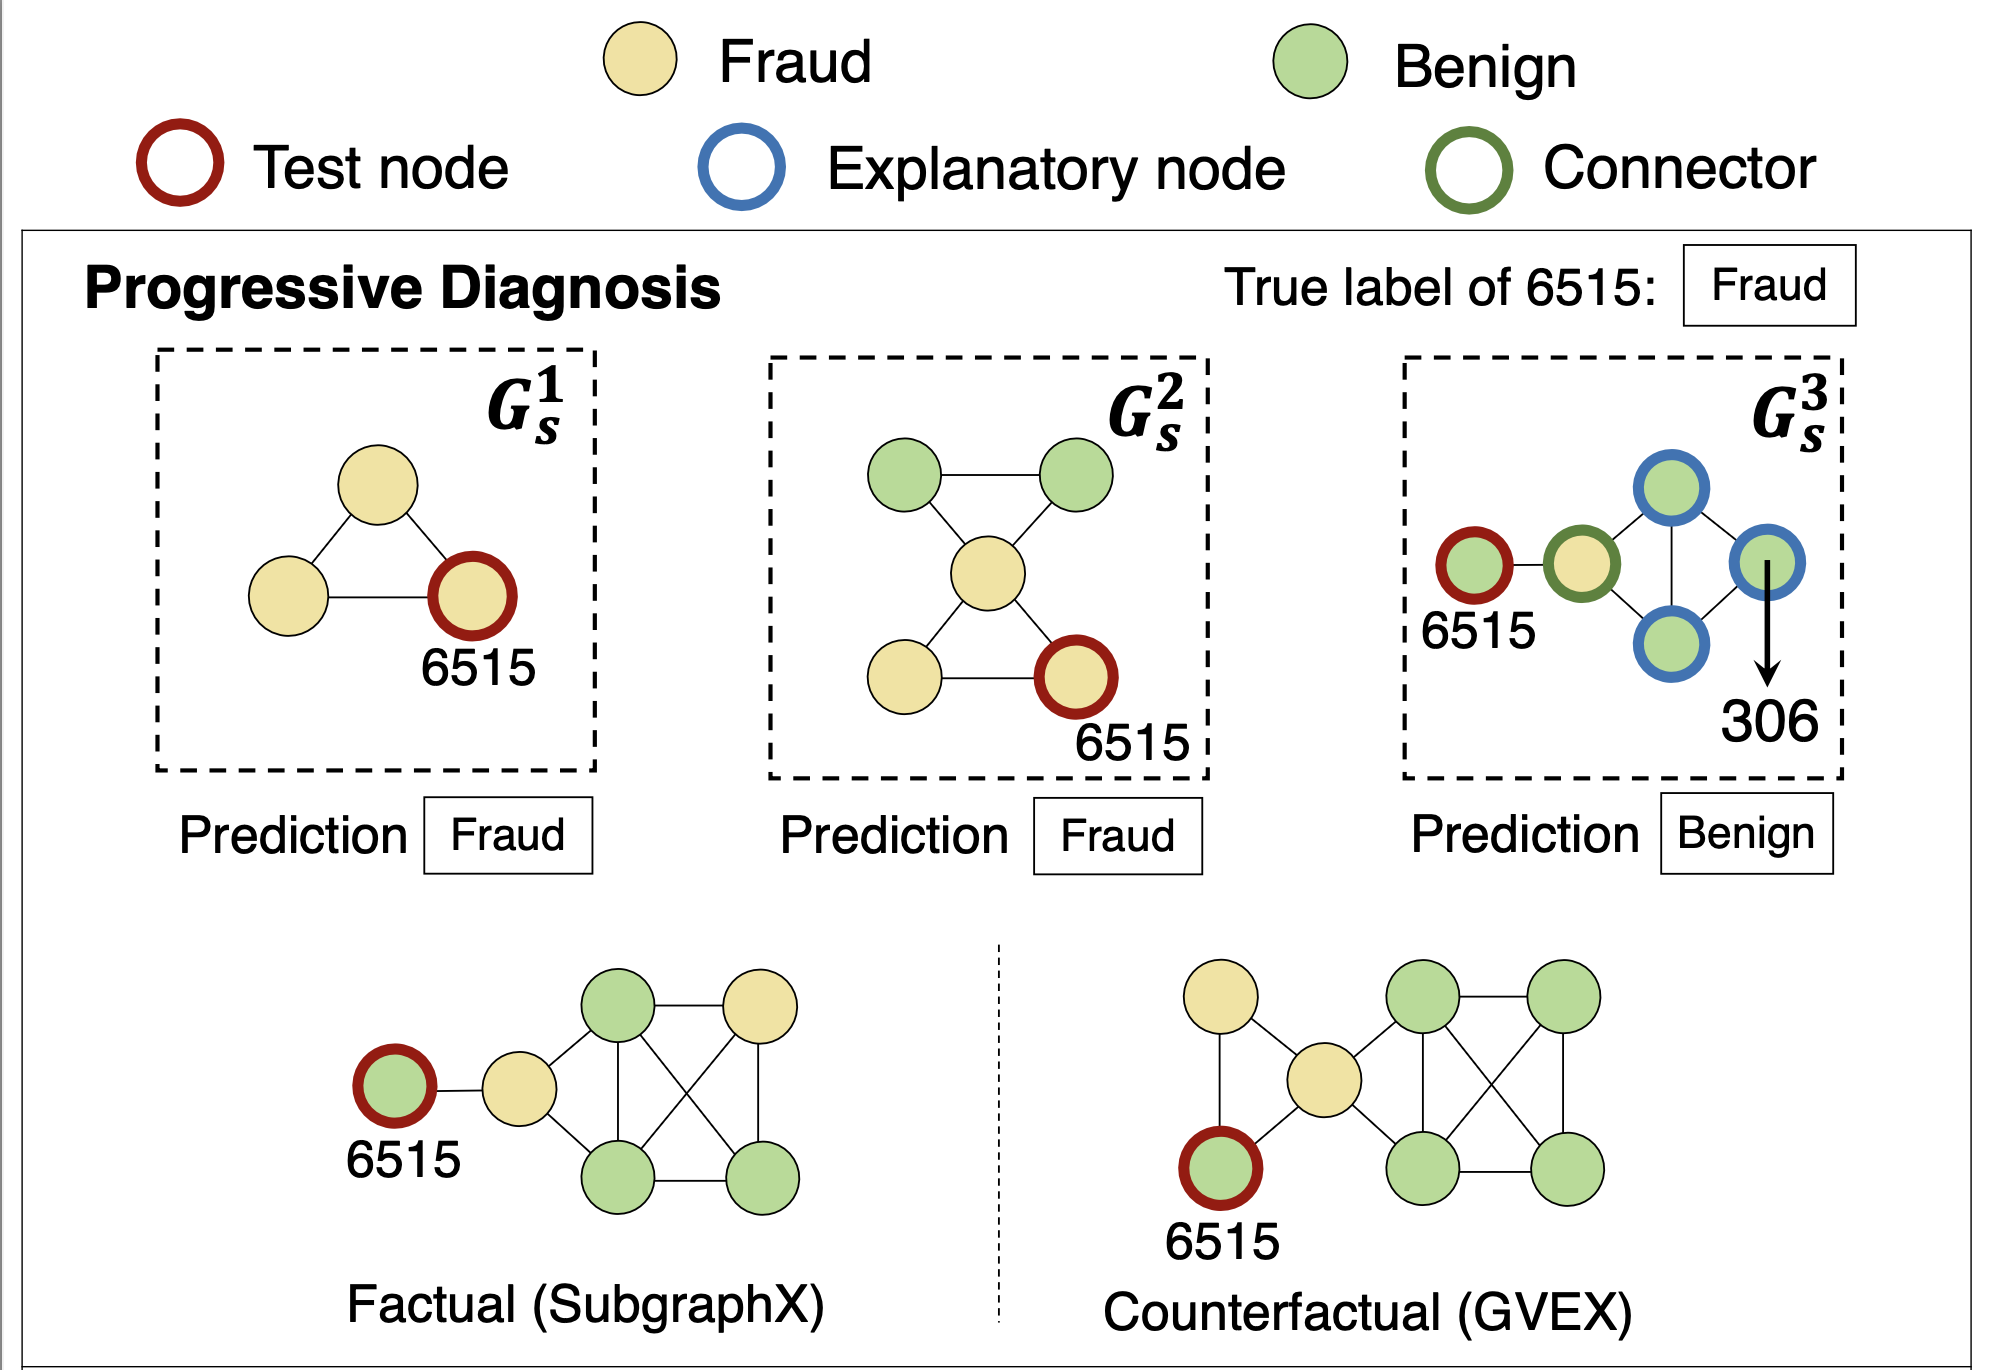 Fraud Benign
Test node Explanatory node Connector
Progressive Diagnosis True label of 6515: Fraud
G_s^1 G_s^2 G_s^3
6515
6515
6515
306
Prediction Fraud Prediction Fraud Prediction Benign
6515
6515
Factual (SubgraphX) Counterfactual (GVEX)